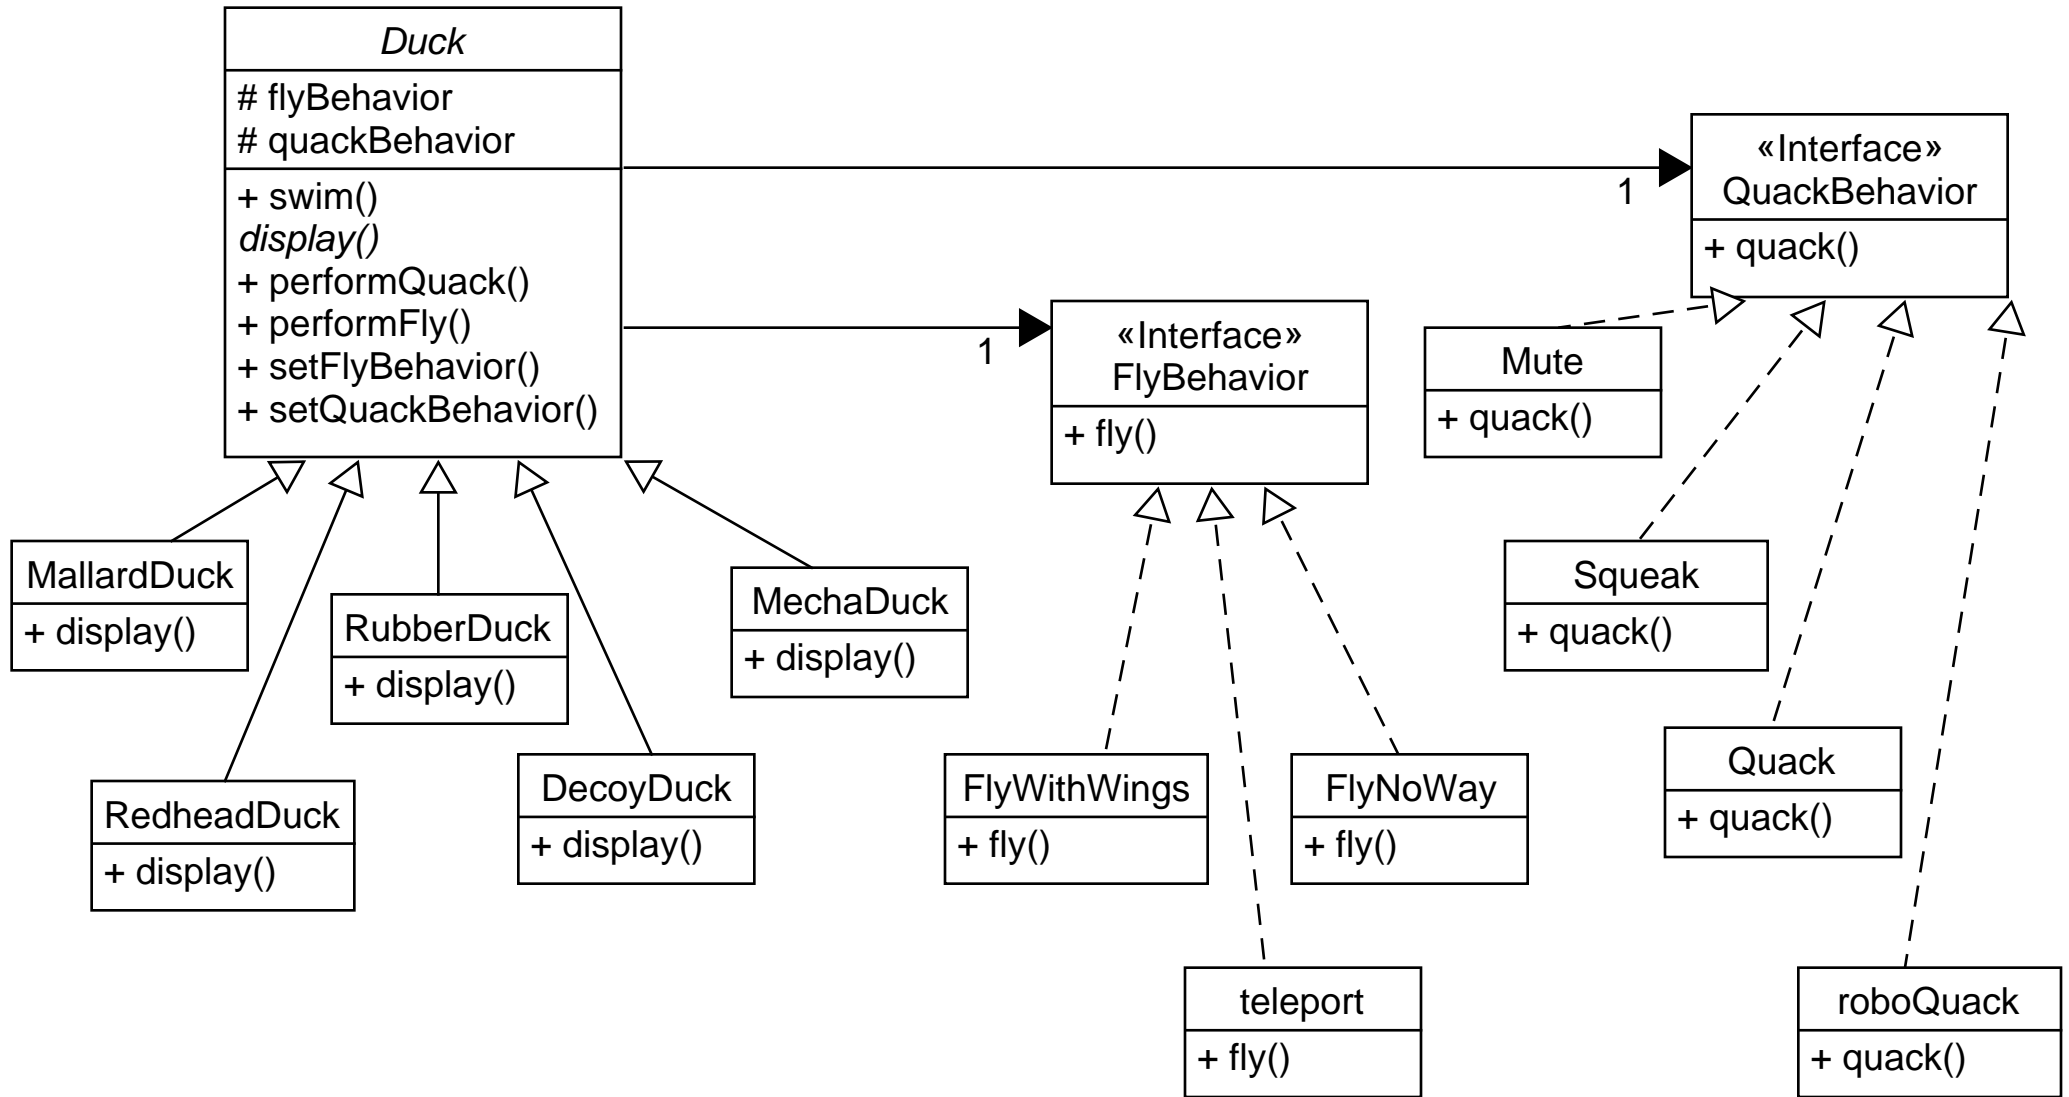 Duck
# flyBehavior
# quackBehavior
+ swim()
display()
+ performQuack()
+ performFly()
+ setFlyBehavior()
+ setQuackBehavior()
1
«Interface»
QuackBehavior
+ quack()
1
«Interface»
FlyBehavior
+ fly()
Mute
+ quack()
MallardDuck
+ display()
RubberDuck
+ display()
MechaDuck
+ display()
Squeak
+ quack()
RedheadDuck
+ display()
DecoyDuck
+ display()
FlyWithWings
+ fly()
FlyNoWay
+ fly()
Quack
+ quack()
teleport
+ fly()
roboQuack
+ quack()